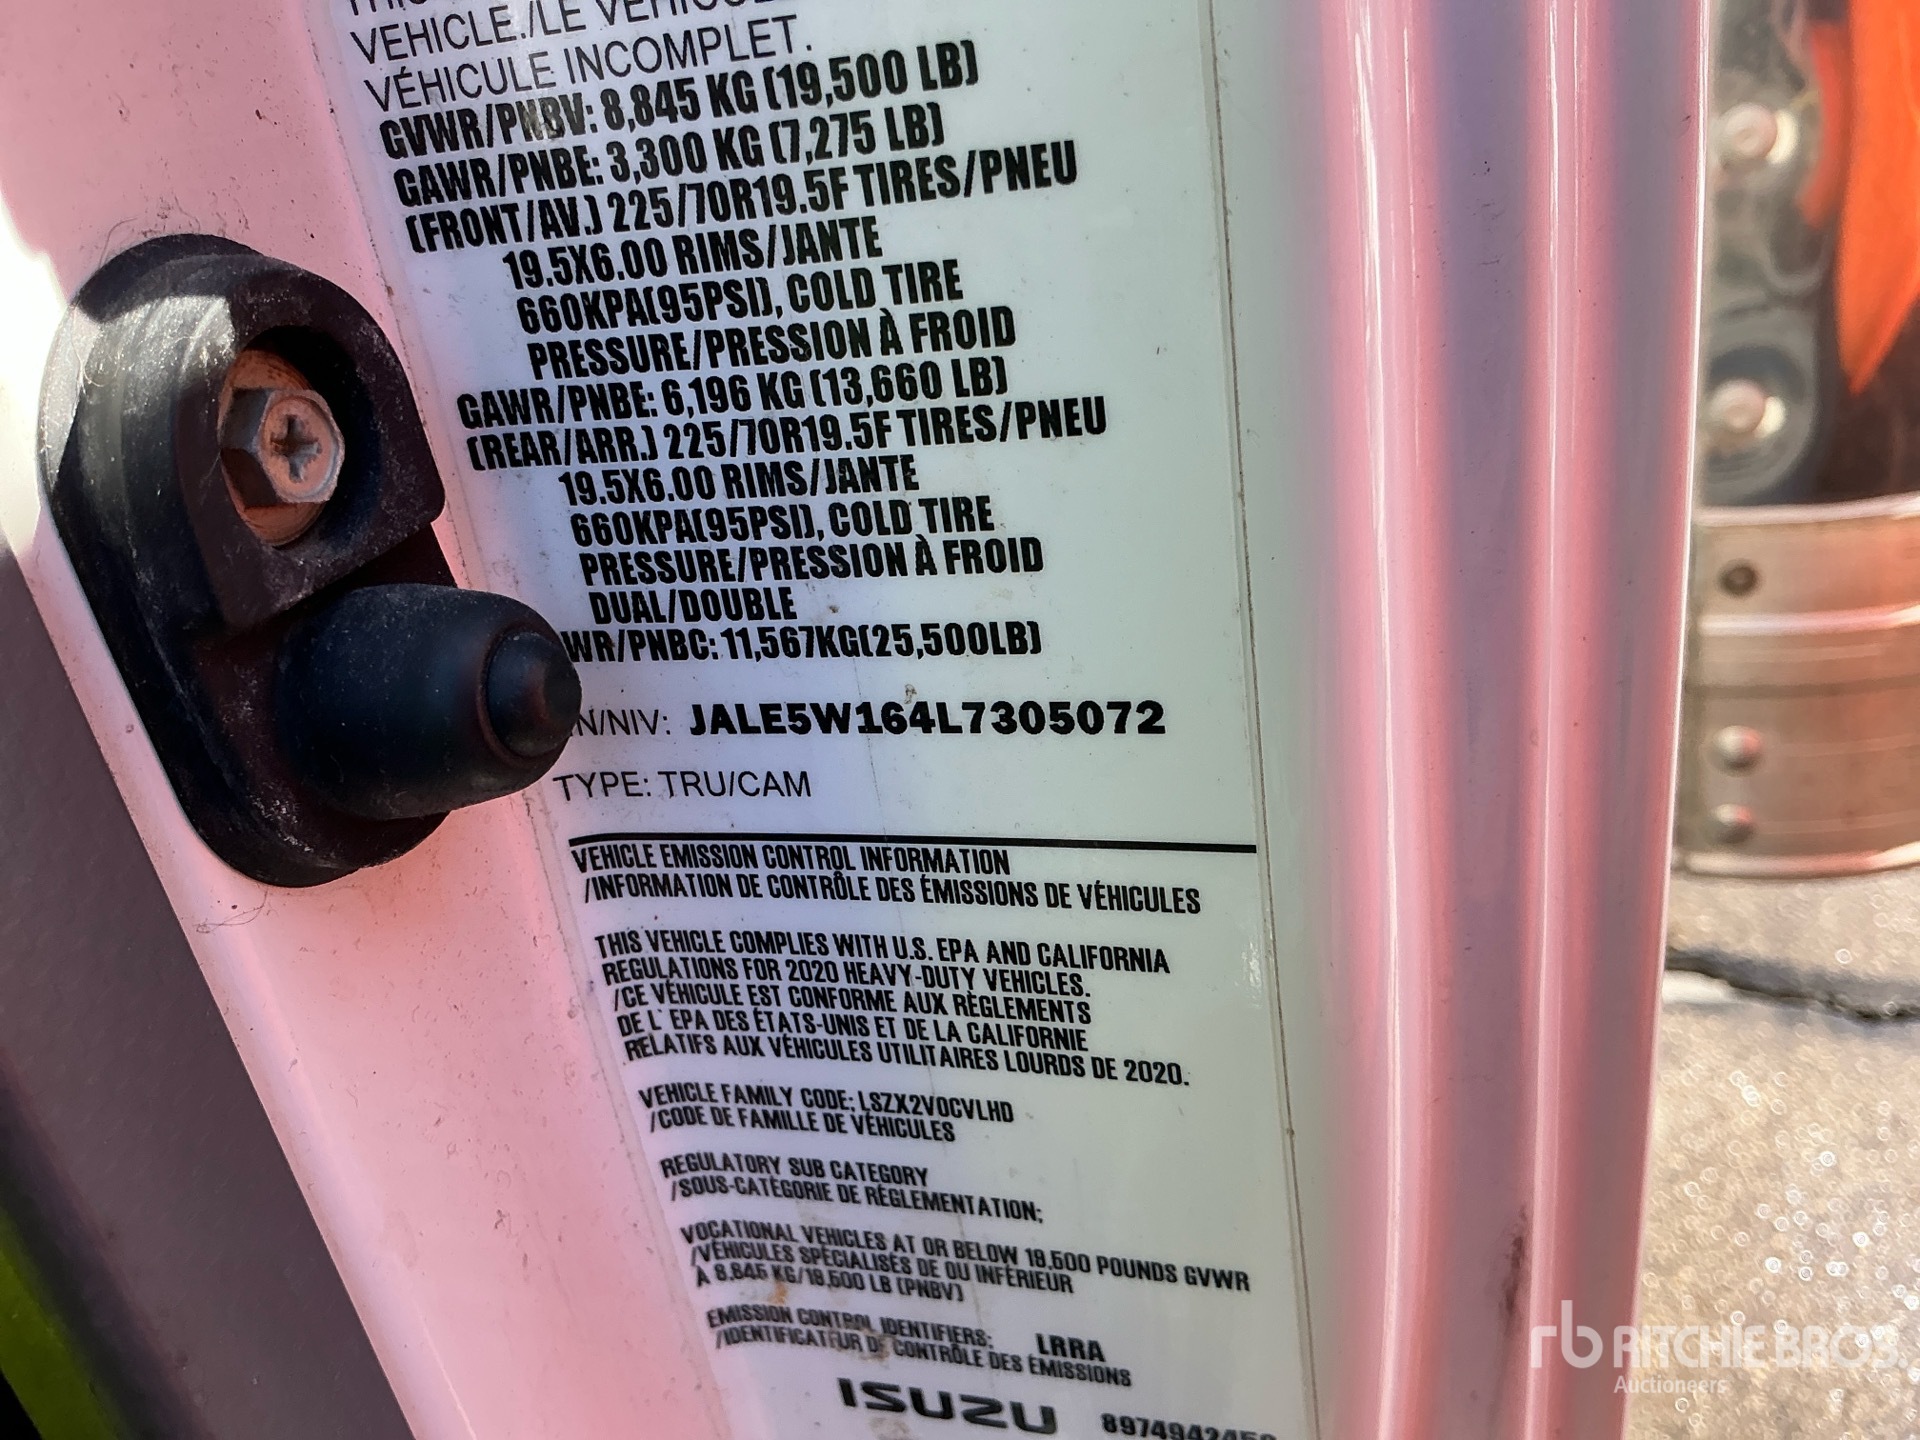 VEHICLE./LE
VÉHICULE INCOMPLET.
GVWR/PNBV: 8,845 KG (19,500 LB)
GAWR/PNBE: 3,300 KG (7,275 LB)
(FRONT/AV.) 225/70R19.5F TIRES/PNEU
19.5X6.00 RIMS/JANTE
660KPA(95PSI), COLD TIRE
PRESSURE/PRESSION À FROID
GAWR/PNBE: 6,196 KG (13,660 LB)
(REAR/ARR.) 225/70R19.5F TIRES/PNEU
19.5X6.00 RIMS/JANTE
660KPA(95PSI), COLD TIRE
PRESSURE/PRESSION À FROID
DUAL/DOUBLE
WR/PNBC: 11,567KG(25,500LB)
N/NIV: JALE5W164L7305072
TYPE: TRU/CAM
VEHICLE EMISSION CONTROL INFORMATION
/INFORMATION DE CONTRÔLE DES ÉMISSIONS DE VÉHICULES
THIS VEHICLE COMPLIES WITH U.S. EPA AND CALIFORNIA
REGULATIONS FOR 2020 HEAVY-DUTY VEHICLES.
/CE VÉHICULE EST CONFORME AUX RÈGLEMENTS
DE L' EPA DES ÉTATS-UNIS ET DE LA CALIFORNIE
RELATIFS AUX VÉHICULES UTILITAIRES LOURDS DE 2020.
VEHICLE FAMILY CODE: LSZX2VOCVLHD
/CODE DE FAMILLE DE VÉHICULES
REGULATORY SUB CATEGORY
/SOUS-CATÉGORIE DE RÉGLEMENTATION;
VOCATIONAL VEHICLES AT OR BELOW 19,500 POUNDS GVWR
/VÉHICULES SPÉCIALISÉS DE OU INFÉRIEUR
À 8,845 KG/19,500 LB (PNBV)
EMISSION CONTROL IDENTIFIERS: LRRA
/IDENTIFICATEUR DE CONTRÔLE DES ÉMISSIONS
ISUZU
rb RITCHIE BROS.
Auctioneers